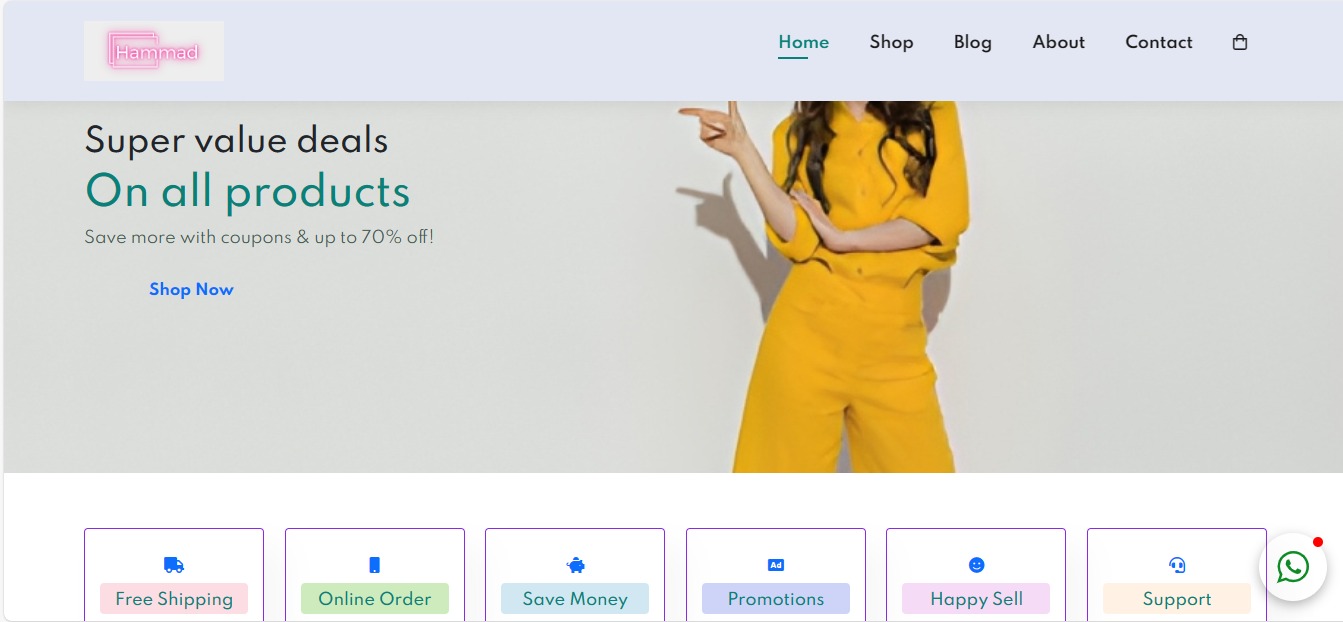 Hammad
Home Shop Blog About Contact
Super value deals
On all products
Save more with coupons & up to 70% off!
Shop Now
Ad
Free Shipping Online Order Save Money Promotions Happy Sell Support